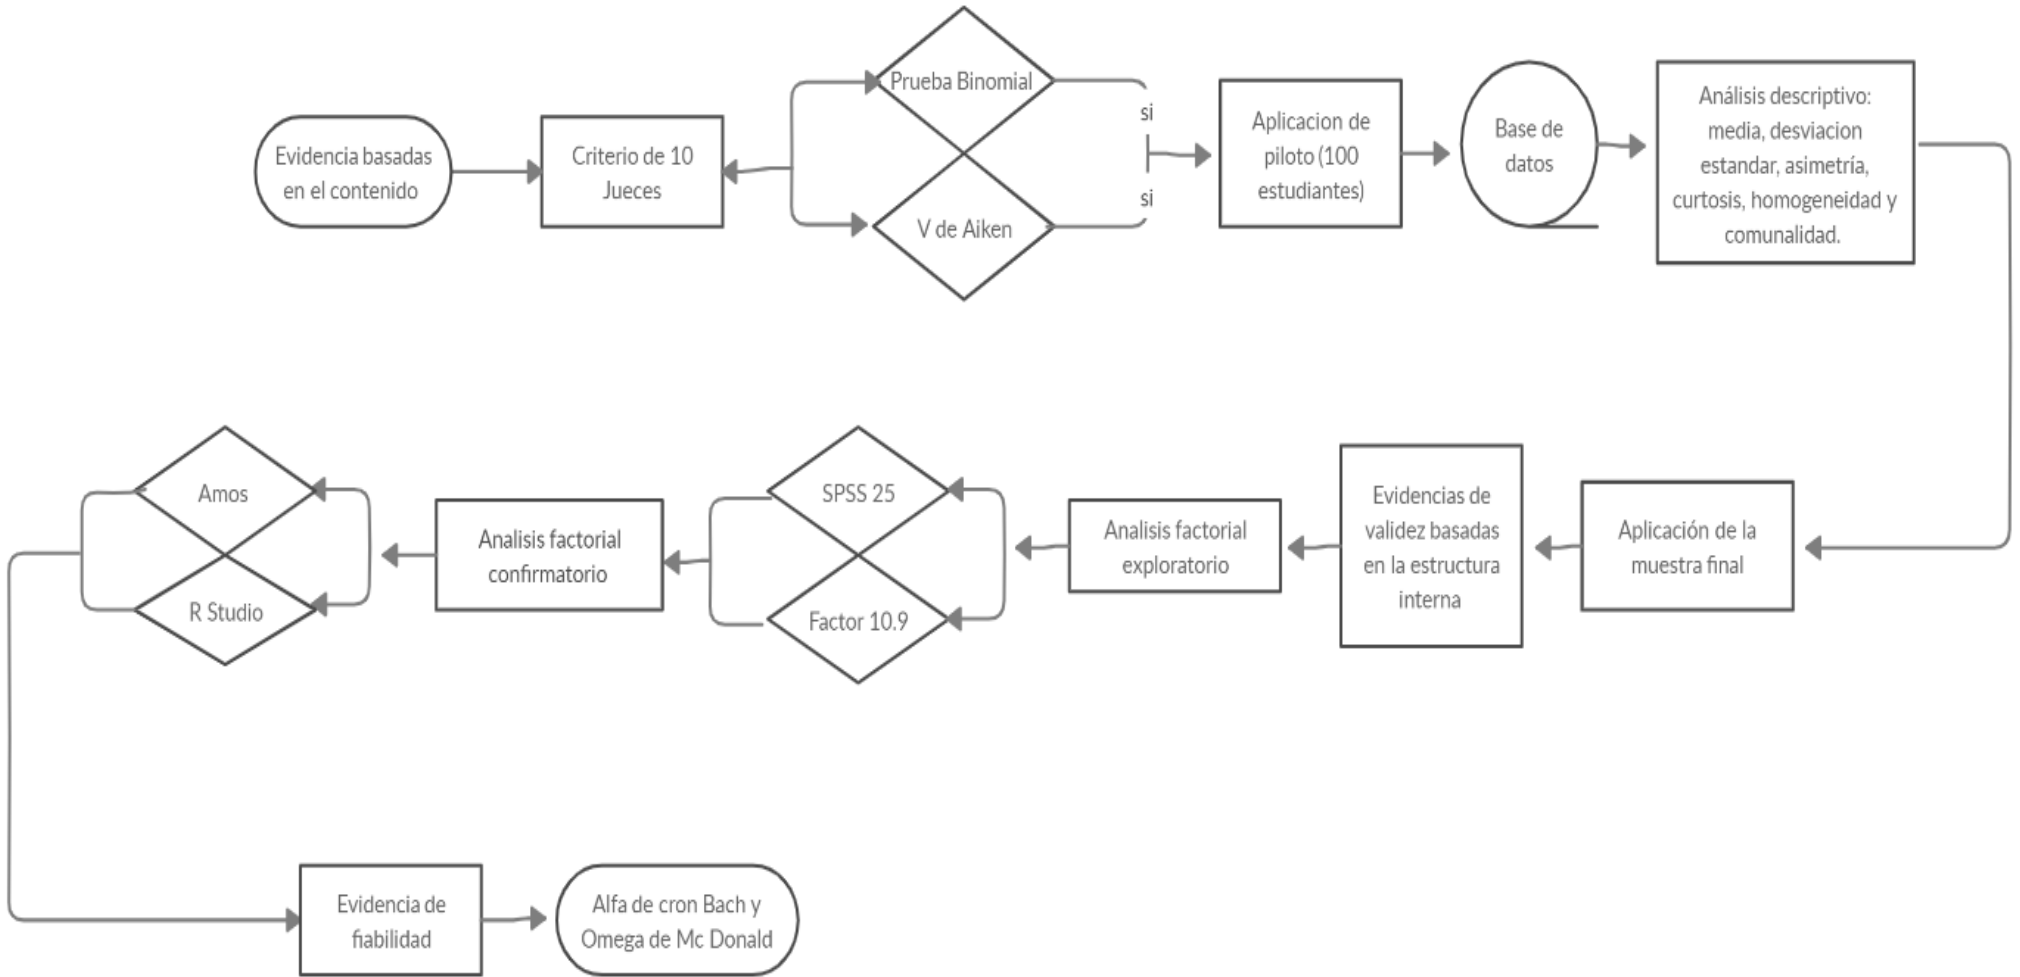 Evidencia basadas
en el contenido
Criterio de 10
Jueces
Prueba Binomial
V de Aiken
si
si
Aplicacion de
piloto (100
estudiantes)
Base de
datos
Análisis descriptivo:
media, desviacion
estandar, asimetría,
curtosis, homogeneidad y
comunalidad.
Aplicación de la
muestra final
Evidencias de
validez basadas
en la estructura
interna
Analisis factorial
exploratorio
SPSS 25
Factor 10.9
Analisis factorial
confirmatorio
Amos
R Studio
Evidencia de
fiabilidad
Alfa de cron Bach y
Omega de Mc Donald